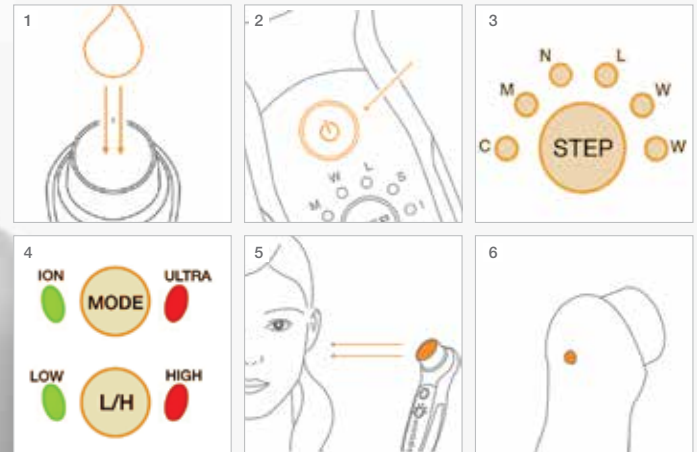 1
2
L
W S
M I
3
N L
M W
C STEP W
4
ION ULTRA
MODE
LOW HIGH
L/H
5
6